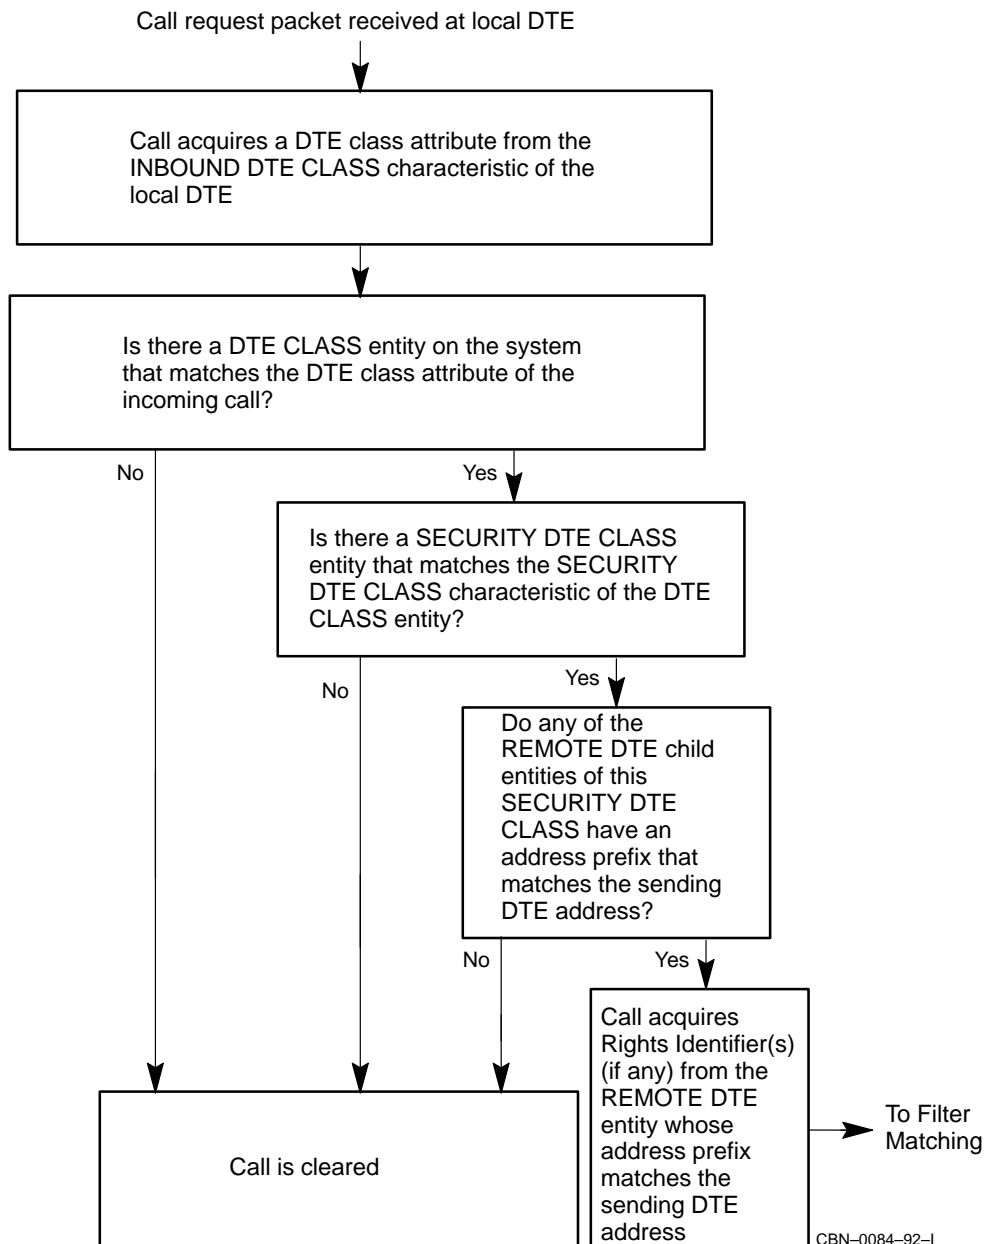 Call request packet received at local DTE
Call acquires a DTE class attribute from the
INBOUND DTE CLASS characteristic of the
local DTE
Is there a DTE CLASS entity on the system
that matches the DTE class attribute of the
incoming call?
No
Yes
Is there a SECURITY DTE CLASS
entity that matches the SECURITY
DTE CLASS characteristic of the DTE
CLASS entity?
No
Yes
Do any of the
REMOTE DTE child
entities of this
SECURITY DTE
CLASS have an
address prefix that
matches the sending
DTE address?
No
Yes
Call acquires
Rights Identifier(s)
(if any) from the
REMOTE DTE
entity whose
address prefix
matches the
sending DTE
address
To Filter
Matching
Call is cleared
CBN–0084–92–I